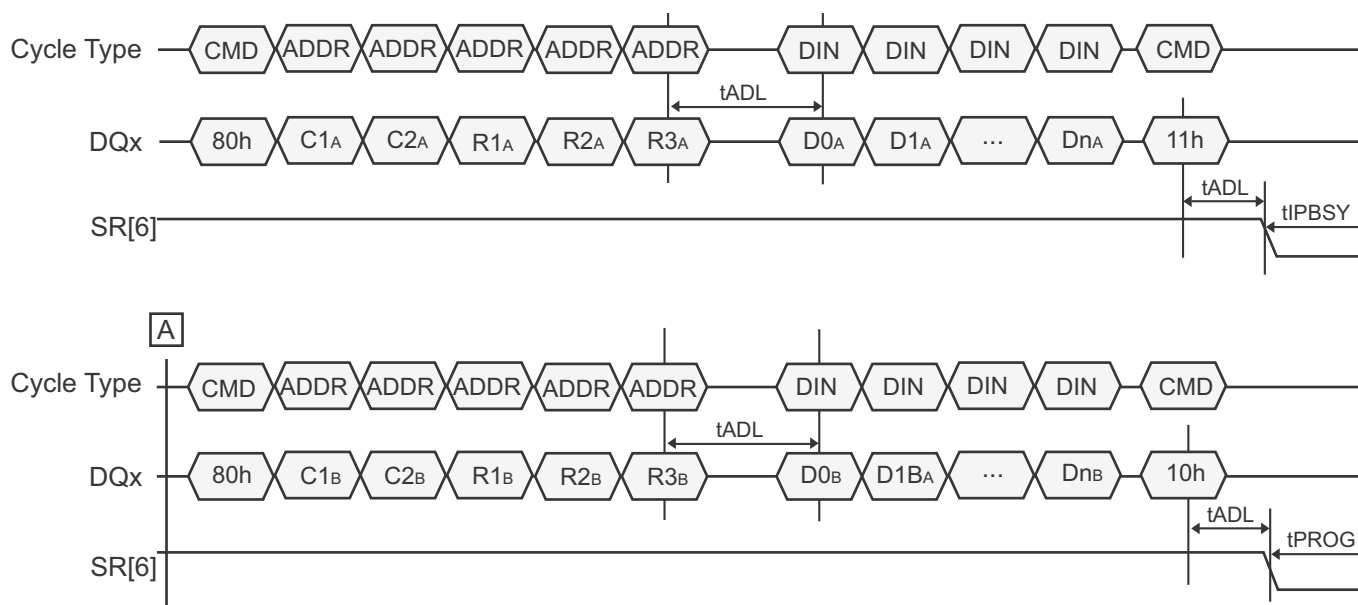 Cycle Type CMD ADDR ADDR ADDR ADDR ADDR DIN DIN DIN DIN CMD
tADL
DQx 80h C1A C2A R1A R2A R3A D0A D1A ... DnA 11h
tADL
SR[6] tIPBSY
A
Cycle Type CMD ADDR ADDR ADDR ADDR ADDR DIN DIN DIN DIN CMD
tADL
DQx 80h C1B C2B R1B R2B R3B D0B D1BA ... DnB 10h
tADL
SR[6] tPROG